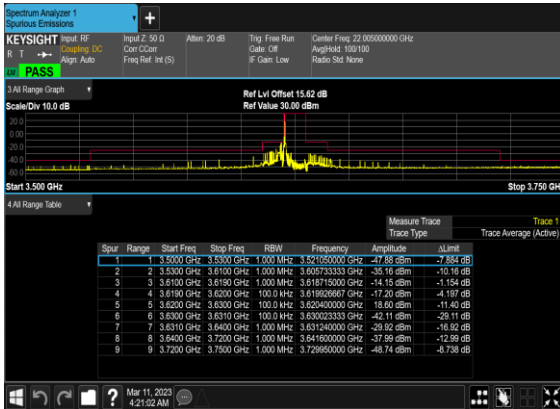 Spectrum Analyzer 1
Spurious Emissions
KEYSIGHT Input: RF Input Z: 50 Ω Atten: 20 dB Trig: Free Run Center Freq: 22.005000000 GHz
R T Coupling: DC Corr CCorr Gate: Off Avg|Hold: 100/100
Align: Auto Freq Ref: Int (S) IF Gain: Low Radio Std: None
PASS
3 All Range Graph
Ref Lvl Offset 15.62 dB
Scale/Div 10.0 dB Ref Value 30.00 dBm
20.0
0.00
-20.0
-40.0
-60.0
Start 3.500 GHz Stop 3.750 GH
4 All Range Table
Measure Trace Trace 1
Trace Type Trace Average (Active)
Spur Range Start Freq Stop Freq RBW Frequency Amplitude ΔLimit
1 1 3.5000 GHz 3.5300 GHz 1.000 MHz 3.521050000 GHz -47.88 dBm -7.884 dB
2 2 3.5300 GHz 3.6100 GHz 1.000 MHz 3.605733333 GHz -35.16 dBm -10.16 dB
3 3 3.6100 GHz 3.6190 GHz 1.000 MHz 3.618715000 GHz -14.15 dBm -1.154 dB
4 4 3.6190 GHz 3.6200 GHz 100.0 kHz 3.619926667 GHz -17.20 dBm -4.197 dB
5 5 3.6200 GHz 3.6300 GHz 100.0 kHz 3.620400000 GHz 18.60 dBm -11.40 dB
6 6 3.6300 GHz 3.6310 GHz 100.0 kHz 3.630023333 GHz -42.11 dBm -29.11 dB
7 7 3.6310 GHz 3.6400 GHz 1.000 MHz 3.631240000 GHz -29.92 dBm -16.92 dB
8 8 3.6400 GHz 3.7200 GHz 1.000 MHz 3.641600000 GHz -37.99 dBm -12.99 dB
9 9 3.7200 GHz 3.7500 GHz 1.000 MHz 3.729950000 GHz -48.74 dBm -8.738 dB
Mar 11, 2023
4:21:02 AM